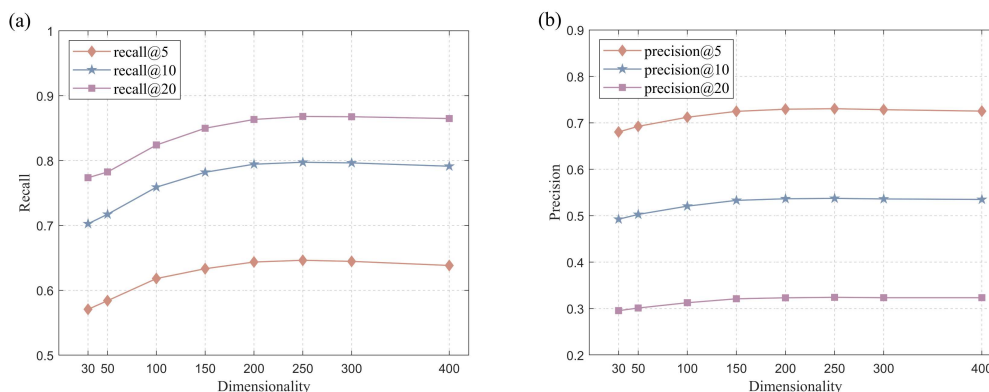 (a)
1
0.9
0.8
0.7
0.6
0.5
Recall
recall@5
recall@10
recall@20
30 50 100 150 200 250 300 400
Dimensionality
(b)
0.9
0.8
0.7
0.6
0.5
0.4
0.3
0.2
Precision
precision@5
precision@10
precision@20
30 50 100 150 200 250 300 400
Dimensionality